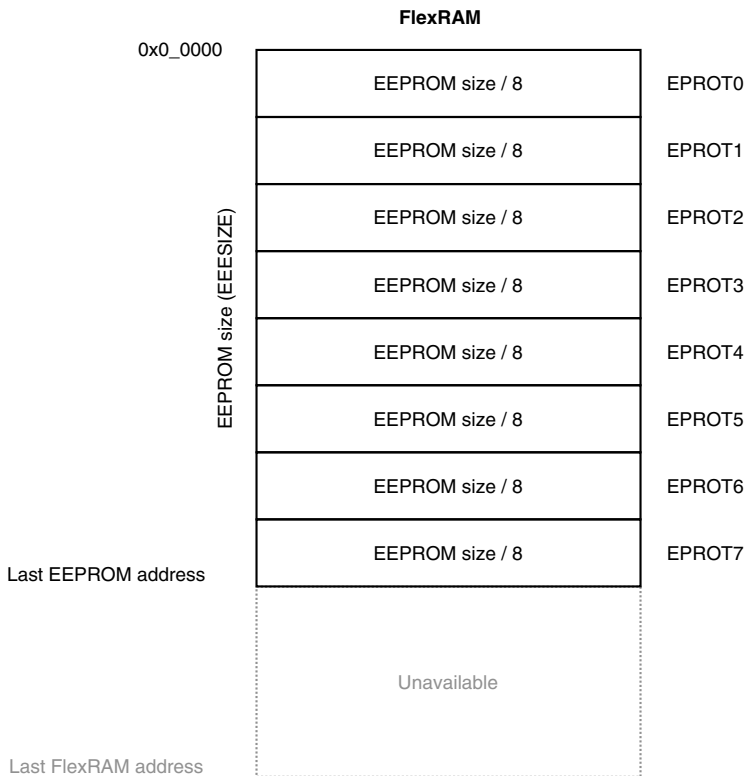 FlexRAM
0x0_0000
EEPROM size / 8 EPROT0
EEPROM size / 8 EPROT1
EEPROM size / 8 EPROT2
EEPROM size / 8 EPROT3
EEPROM size / 8 EPROT4
EEPROM size / 8 EPROT5
EEPROM size / 8 EPROT6
EEPROM size / 8 EPROT7
EEPROM size (EEESIZE)
Last EEPROM address
Unavailable
Last FlexRAM address